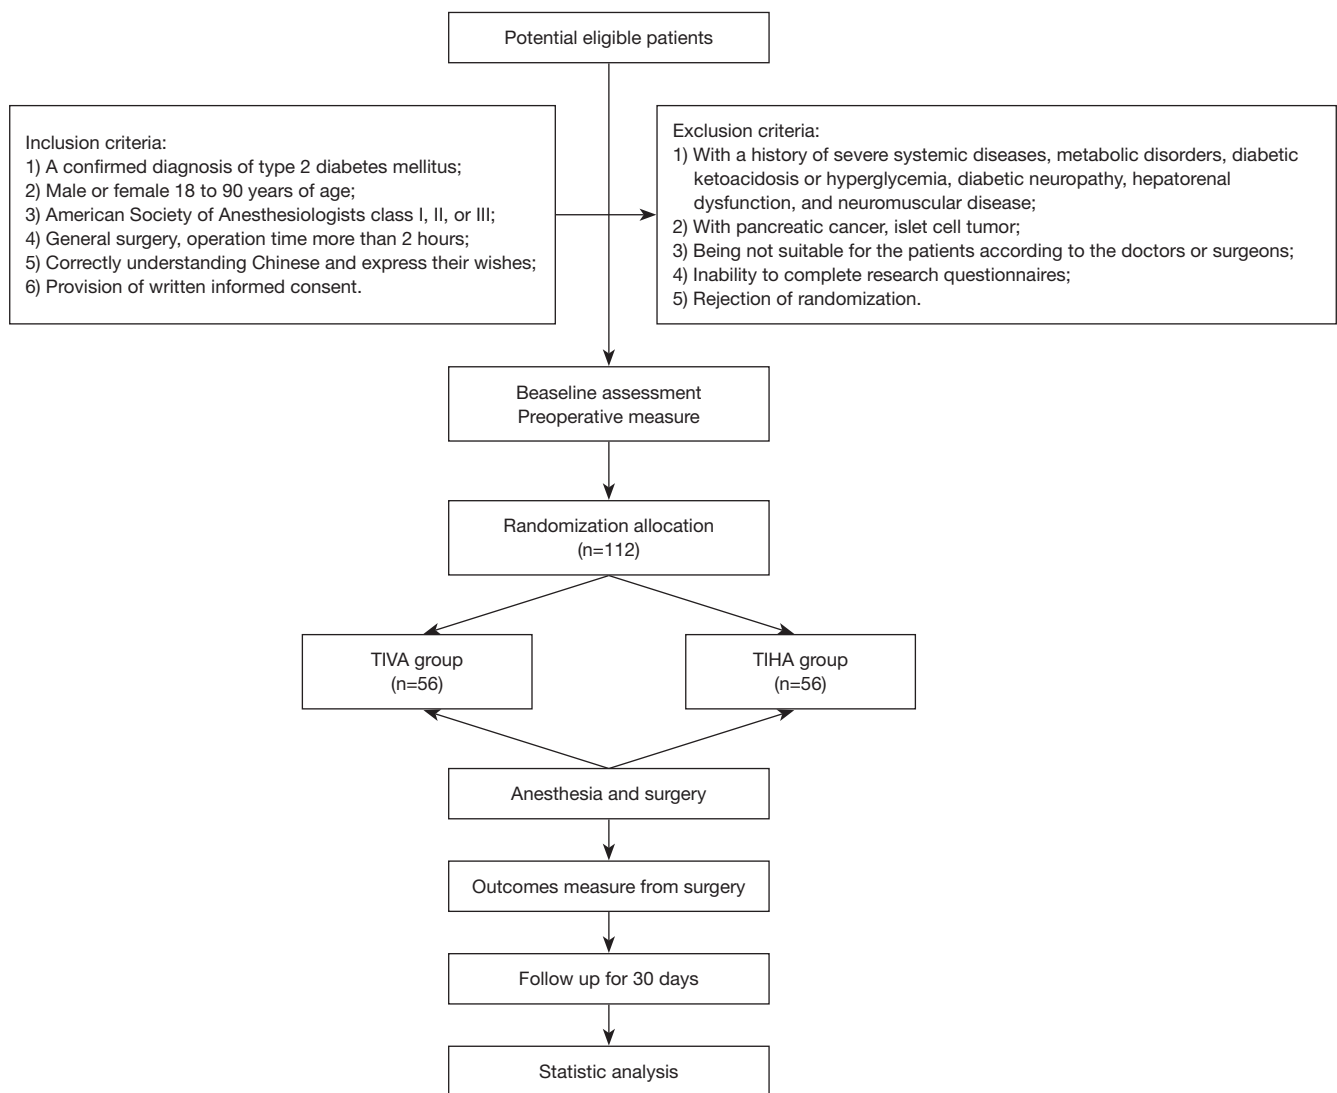 Potential eligible patients
Inclusion criteria:
1) A confirmed diagnosis of type 2 diabetes mellitus;
2) Male or female 18 to 90 years of age;
3) American Society of Anesthesiologists class I, II, or III;
4) General surgery, operation time more than 2 hours;
5) Correctly understanding Chinese and express their wishes;
6) Provision of written informed consent.
Exclusion criteria:
1) With a history of severe systemic diseases, metabolic disorders, diabetic
ketoacidosis or hyperglycemia, diabetic neuropathy, hepatorenal
dysfunction, and neuromuscular disease;
2) With pancreatic cancer, islet cell tumor;
3) Being not suitable for the patients according to the doctors or surgeons;
4) Inability to complete research questionnaires;
5) Rejection of randomization.
Beaseline assessment
Preoperative measure
Randomization allocation
(n=112)
TIVA group
(n=56)
TIHA group
(n=56)
Anesthesia and surgery
Outcomes measure from surgery
Follow up for 30 days
Statistic analysis